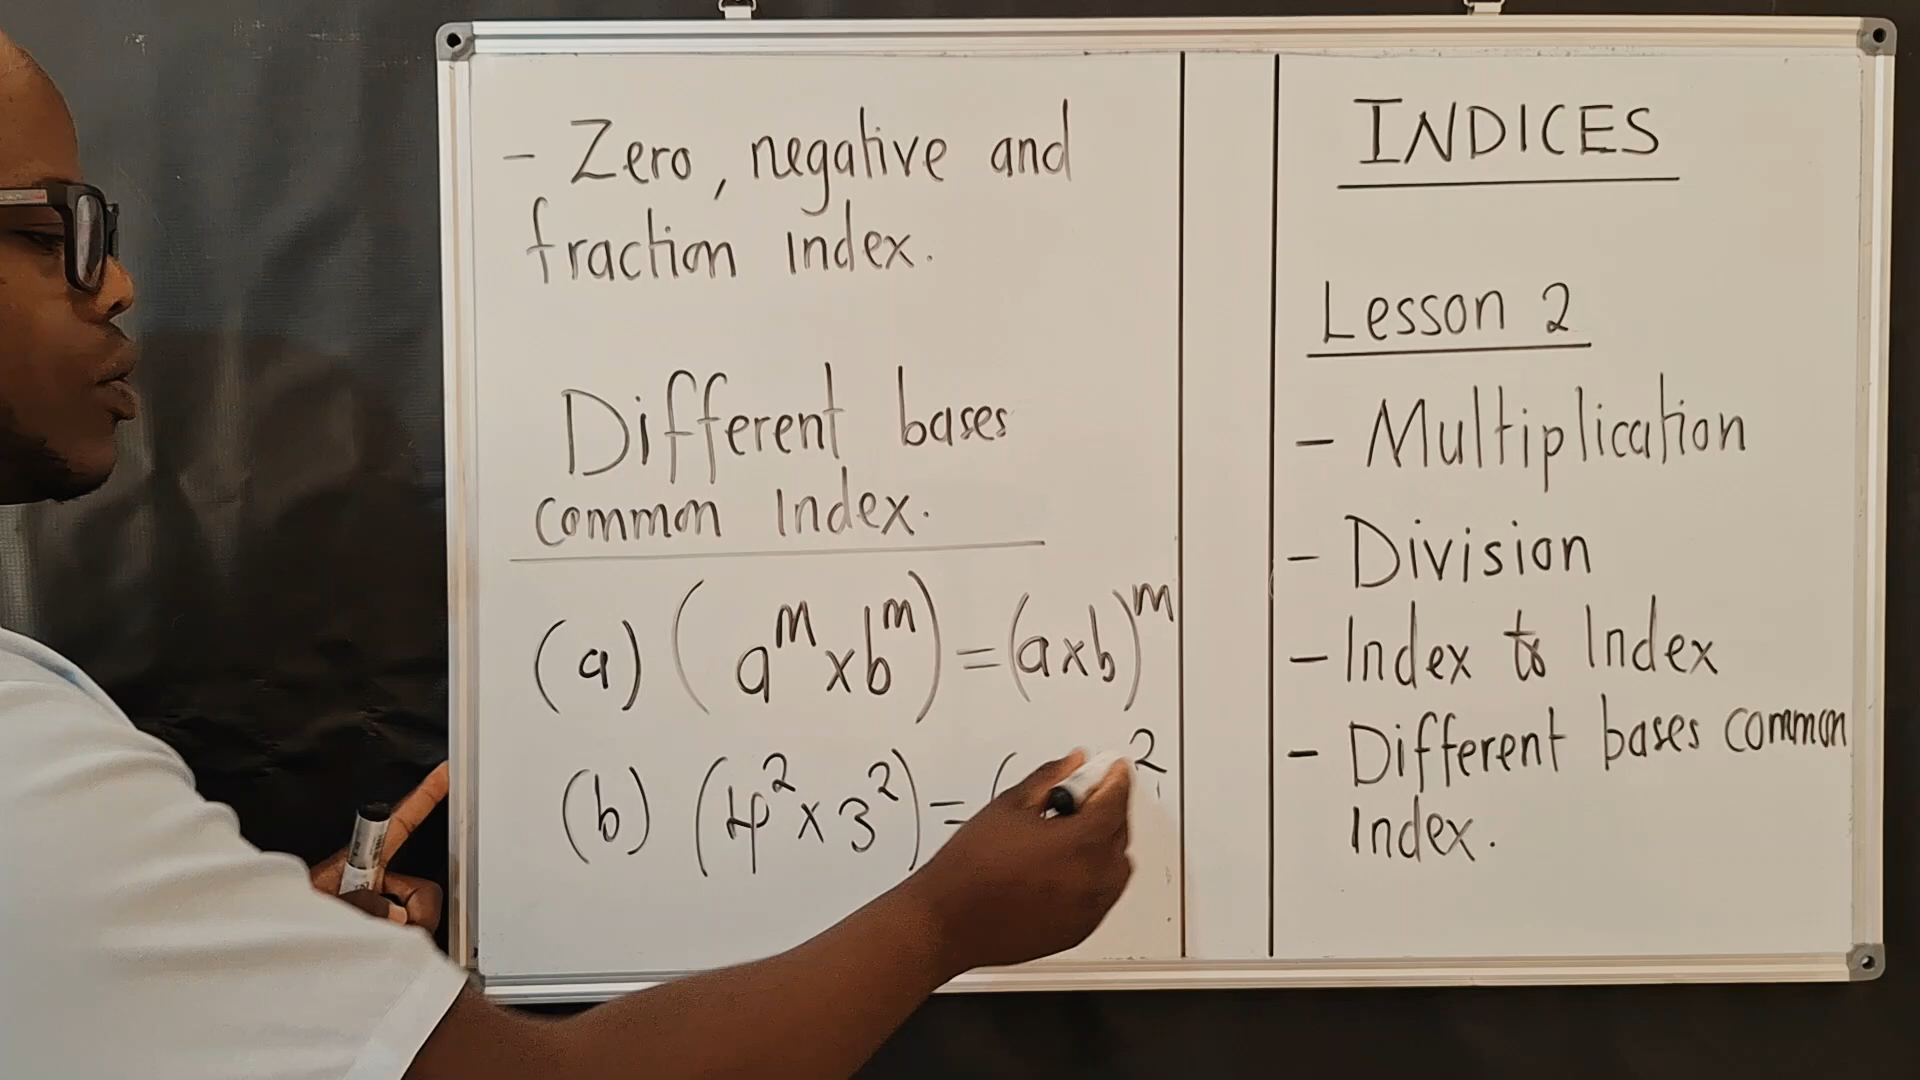 - Zero, negative and
fraction index.
Different bases
common index.
(a) (a^m x b^m) = (a x b)^m
(b) (4^2 x 3^2) = ( ^2
INDICES
Lesson 2
- Multiplication
- Division
- Index to Index
- Different bases common
index.